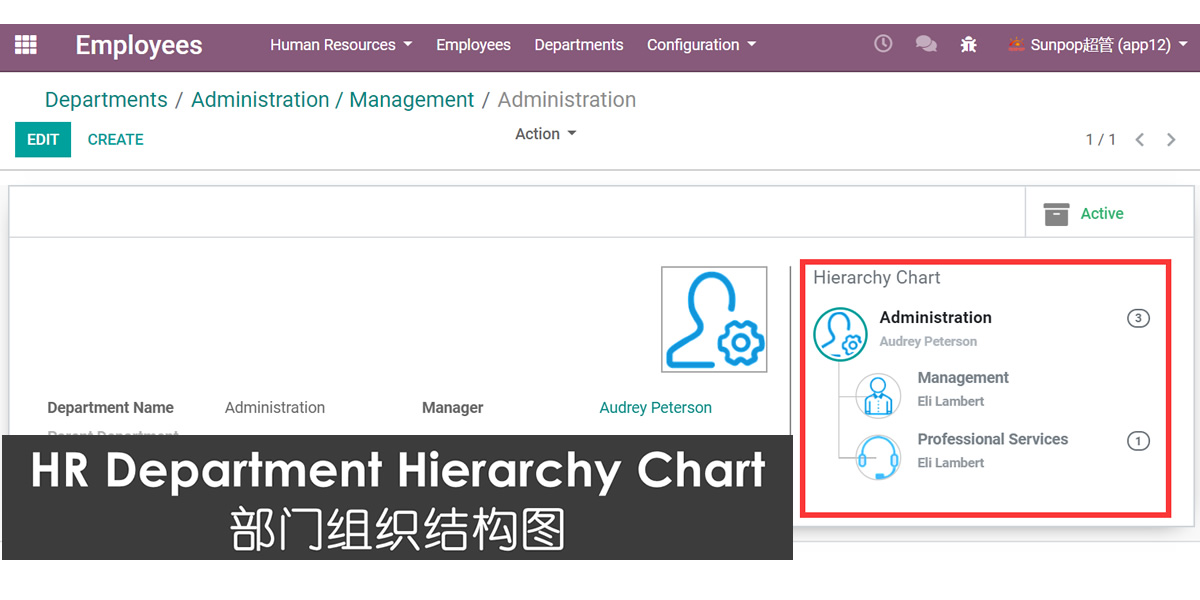 Employees Human Resources Employees Departments Configuration Sunpop超管 (app12)
Departments / Administration / Management / Administration
EDIT CREATE Action 1 / 1
Active
Hierarchy Chart
Administration 3
Audrey Peterson
Management
Eli Lambert
Professional Services 1
Eli Lambert
Department Name Administration Manager Audrey Peterson
HR Department Hierarchy Chart
部门组织结构图